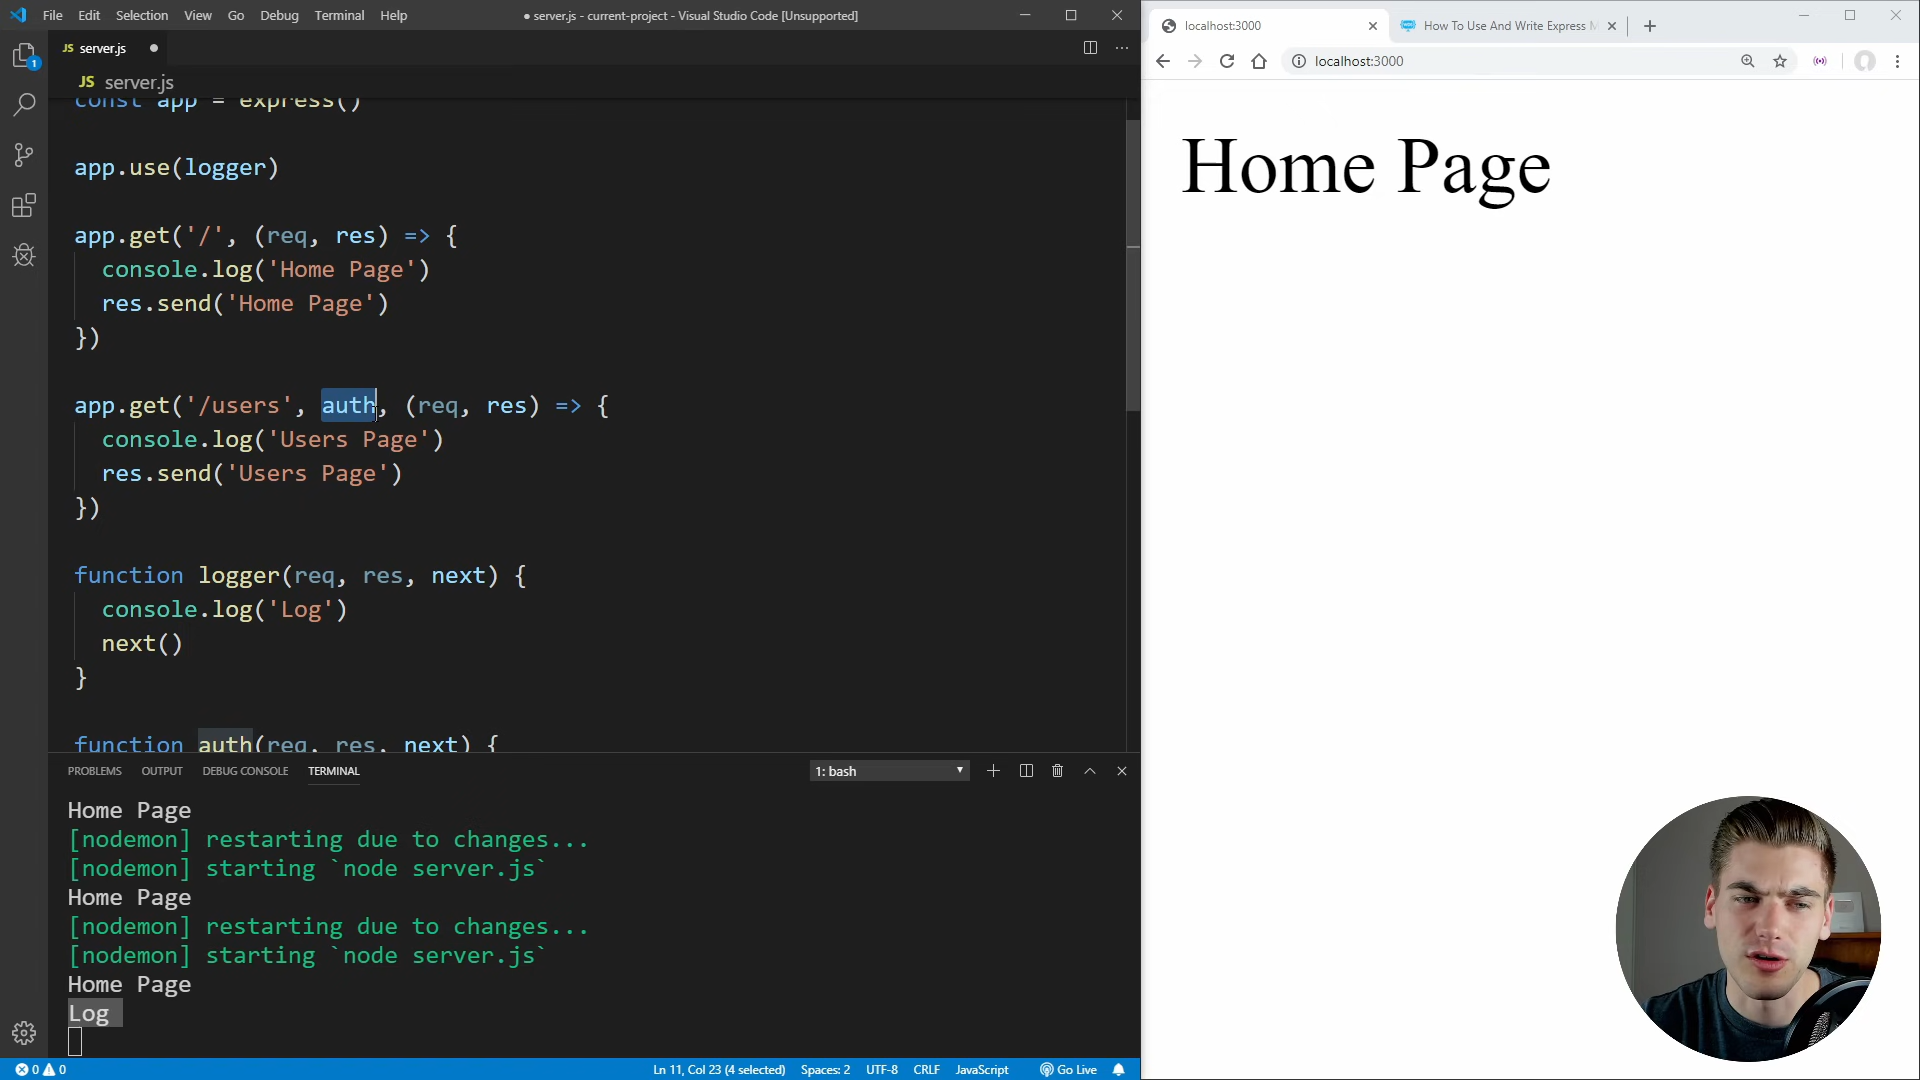 File Edit Selection View Go Debug Terminal Help
● server.js - current-project - Visual Studio Code [Unsupported]
JS server.js ●
JS server.js
const app = express()
app.use(logger)
app.get('/', (req, res) => {
console.log('Home Page')
res.send('Home Page')
})
app.get('/users', auth, (req, res) => {
console.log('Users Page')
res.send('Users Page')
})
function logger(req, res, next) {
console.log('Log')
next()
}
function auth(req, res, next) {
PROBLEMS OUTPUT DEBUG CONSOLE TERMINAL
1: bash
Home Page
[nodemon] restarting due to changes...
[nodemon] starting `node server.js`
Home Page
[nodemon] restarting due to changes...
[nodemon] starting `node server.js`
Home Page
Log
0 0
Ln 11, Col 23 (4 selected) Spaces: 2 UTF-8 CRLF JavaScript Go Live
1
localhost:3000
How To Use And Write Express M
localhost:3000
Home Page